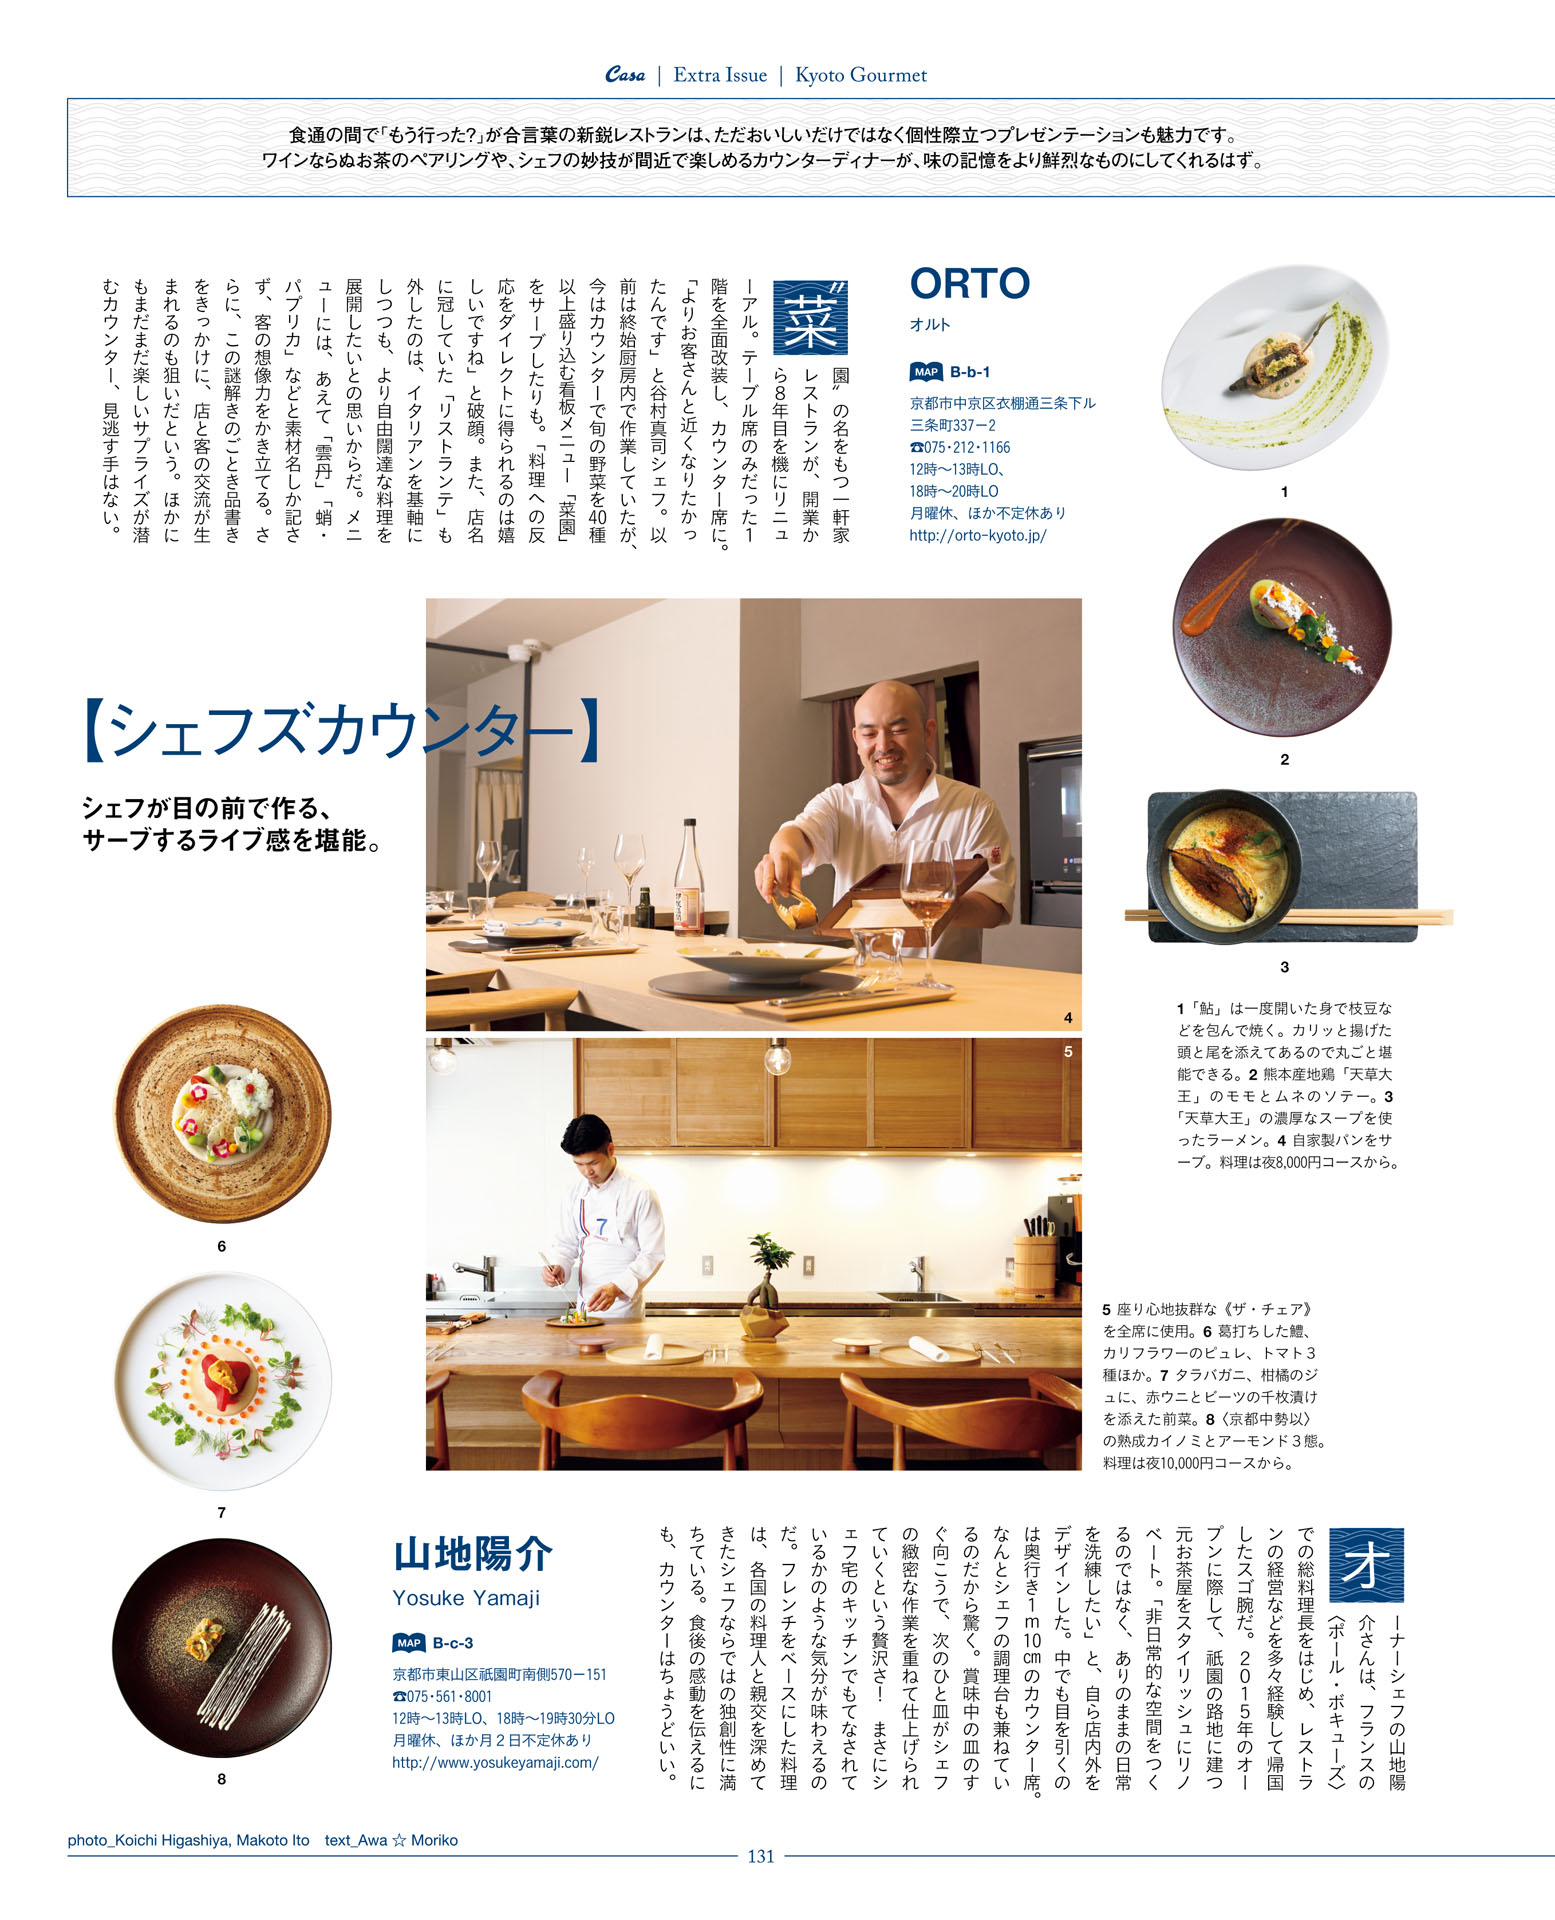 Casa | Extra Issue | Kyoto Gourmet
食通の間で「もう行った?」が合言葉の新鋭レストランは、ただおいしいだけではなく個性際立つプレゼンテーションも魅力です。
ワインならぬお茶のペアリングや、シェフの妙技が間近で楽しめるカウンターディナーが、味の記憶をより鮮烈なものにしてくれるはず。
ORTO
オルト
MAP B-b-1
京都市中京区衣棚通三条下ル
三条町337−2
☎075・212・1166
12時〜13時LO、
18時〜20時LO
月曜休、ほか不定休あり
http://orto-kyoto.jp/
〝菜園〟の名をもつ一軒家
レストランが、開業か
ら8年目を機にリニュ
ーアル。テーブル席のみだった1
階を全面改装し、カウンター席に。
「よりお客さんと近くなりたかっ
たんです」と谷村真司シェフ。以
前は終始厨房内で作業していたが、
今はカウンターで旬の野菜を40種
以上盛り込む看板メニュー「菜園」
をサーブしたりも。「料理への反
応をダイレクトに得られるのは嬉
しいですね」と破顔。また、店名
に冠していた「リストランテ」も
外したのは、イタリアンを基軸に
しつつも、より自由闊達な料理を
展開したいとの思いからだ。メニ
ューには、あえて「雲丹」「蛸・
パプリカ」などと素材名しか記さ
ず、客の想像力をかき立てる。さ
らに、この謎解きのごとき品書き
をきっかけに、店と客の交流が生
まれるのも狙いだという。ほかに
もまだまだ楽しいサプライズが潜
むカウンター、見逃す手はない。
1
2
3
【シェフズカウンター】
シェフが目の前で作る、
サーブするライブ感を堪能。
4
5
1「鮎」は一度開いた身で枝豆な
どを包んで焼く。カリッと揚げた
頭と尾を添えてあるので丸ごと堪
能できる。2 熊本産地鶏「天草大
王」のモモとムネのソテー。3
「天草大王」の濃厚なスープを使
ったラーメン。4 自家製パンをサ
ーブ。料理は夜8,000円コースから。
6
7
8
7
5 座り心地抜群な《ザ・チェア》
を全席に使用。6 葛打ちした鱧、
カリフラワーのピュレ、トマト3
種ほか。7 タラバガニ、柑橘のジ
ュに、赤ウニとビーツの千枚漬け
を添えた前菜。8〈京都中勢以〉
の熟成カイノミとアーモンド3態。
料理は夜10,000円コースから。
山地陽介
Yosuke Yamaji
MAP B-c-3
京都市東山区祇園町南側570−151
☎075・561・8001
12時〜13時LO、18時〜19時30分LO
月曜休、ほか月2日不定休あり
http://www.yosukeyamaji.com/
オーナーシェフの山地陽
介さんは、フランスの
〈ポール・ボキューズ〉
での総料理長をはじめ、レストラ
ンの経営などを多々経験して帰国
したスゴ腕だ。2015年のオー
プンに際して、祇園の路地に建つ
元お茶屋をスタイリッシュにリノ
ベート。「非日常的な空間をつく
るのではなく、ありのままの日常
を洗練したい」と、自ら店内外を
デザインした。中でも目を引くの
は奥行き1m10cmのカウンター席。
なんとシェフの調理台も兼ねてい
るのだから驚く。賞味中の皿のす
ぐ向こうで、次のひと皿がシェフ
の緻密な作業を重ねて仕上げられ
ていくという贅沢さ! まさにシ
ェフ宅のキッチンでもてなされて
いるかのような気分が味わえるの
だ。フレンチをベースにした料理
は、各国の料理人と親交を深めて
きたシェフならではの独創性に満
ちている。食後の感動を伝えるに
も、カウンターはちょうどいい。
photo_Koichi Higashiya, Makoto Ito text_Awa ☆ Moriko
131